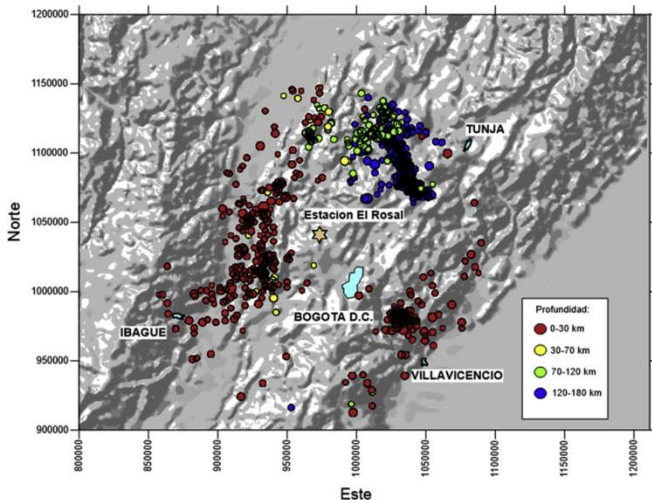 1200000
1150000
1100000
1050000
1000000
950000
900000
Norte
TUNJA
Estacion El Rosal
BOGOTA D.C.
IBAGUE
VILLAVICENCIO
Profundidad:
0-30 km
30-70 km
70-120 km
120-180 km
800000
850000
900000
950000
1000000
1050000
1100000
1150000
1200000
Este